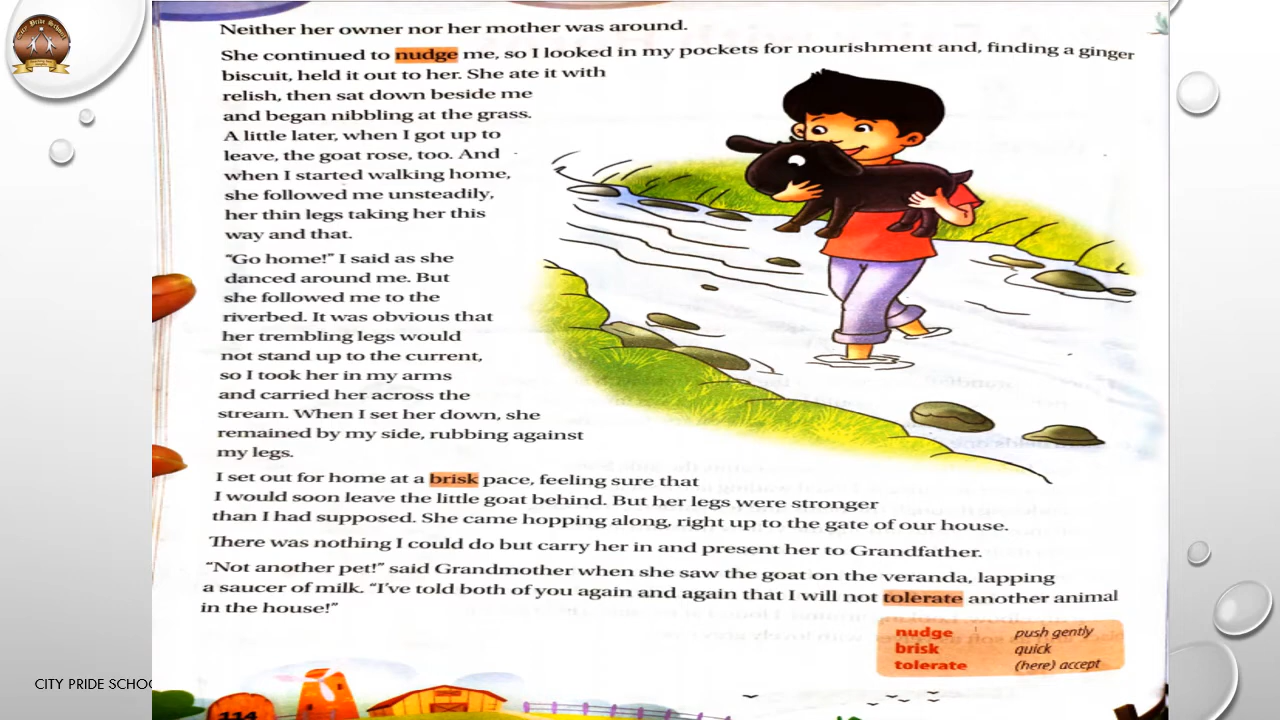 City Pride School
Neither her owner nor her mother was around.
She continued to nudge me, so I looked in my pockets for nourishment and, finding a ginger
biscuit, held it out to her. She ate it with
relish, then sat down beside me
and began nibbling at the grass.
A little later, when I got up to
leave, the goat rose, too. And
when I started walking home,
she followed me unsteadily,
her thin legs taking her this
way and that.
“Go home!” I said as she
danced around me. But
she followed me to the
riverbed. It was obvious that
her trembling legs would
not stand up to the current,
so I took her in my arms
and carried her across the
stream. When I set her down, she
remained by my side, rubbing against
my legs.
I set out for home at a brisk pace, feeling sure that
I would soon leave the little goat behind. But her legs were stronger
than I had supposed. She came hopping along, right up to the gate of our house.
There was nothing I could do but carry her in and present her to Grandfather.
“Not another pet!” said Grandmother when she saw the goat on the veranda, lapping
a saucer of milk. “I’ve told both of you again and again that I will not tolerate another animal
in the house!”
nudge push gently
brisk quick
tolerate (here) accept
CITY PRIDE SCHOO
114